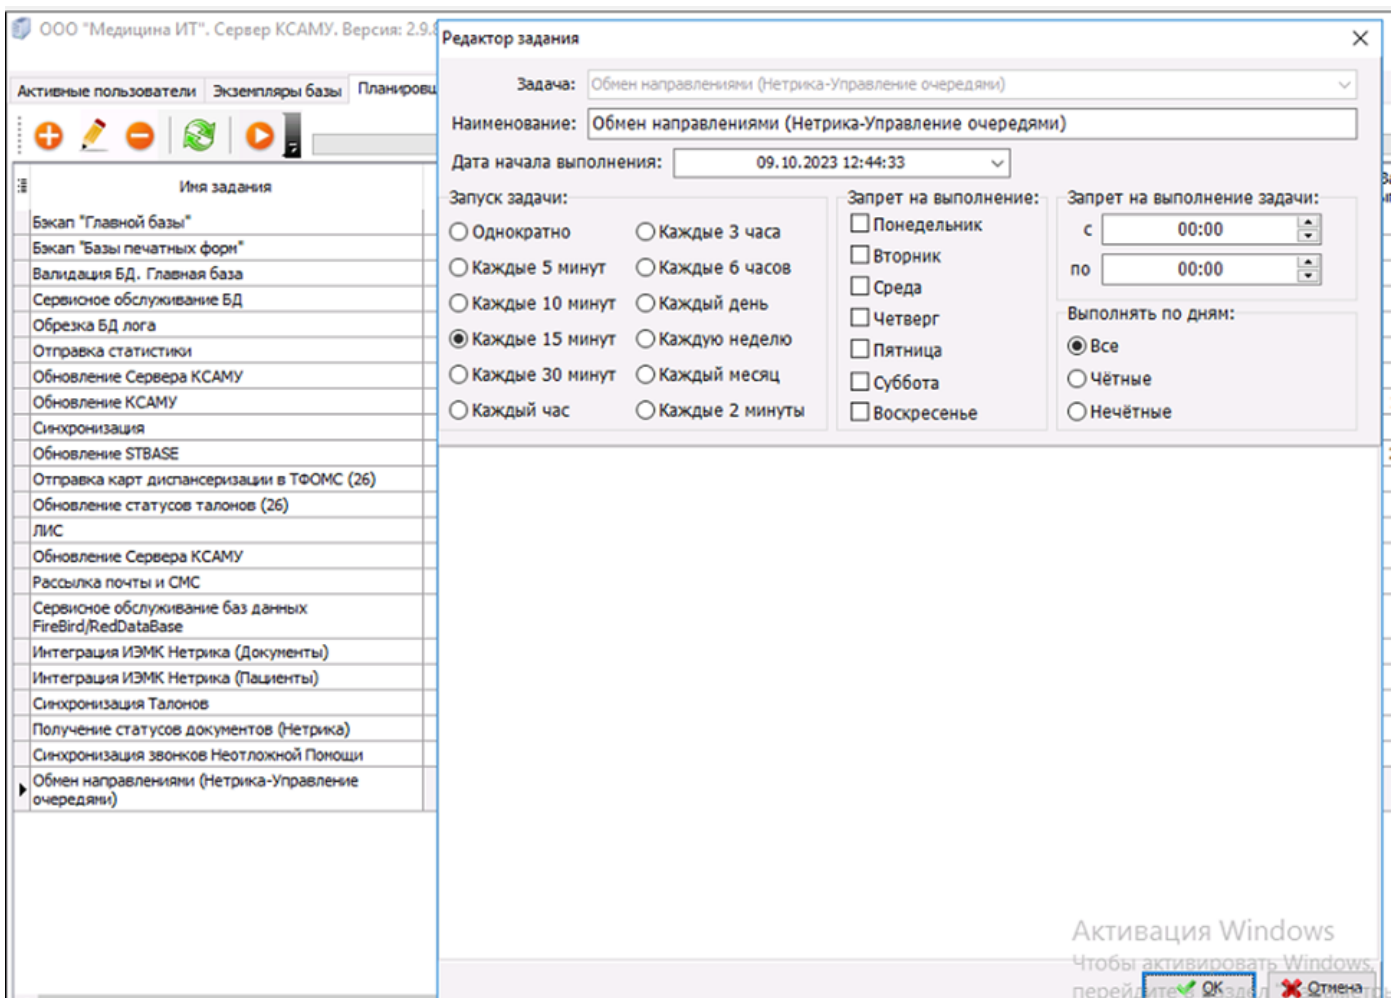 ООО "Медицина ИТ". Сервер КСАМУ. Версия: 2.9.
Редактор задания
Активные пользователи Экземпляры базы Планировщ
Задача: Обмен направлениями (Нетрика-Управление очередями)
Наименование: Обмен направлениями (Нетрика-Управление очередями)
Дата начала выполнения: 09.10.2023 12:44:33
Запуск задачи:
Однократно
Каждые 5 минут
Каждые 10 минут
Каждые 15 минут
Каждые 30 минут
Каждый час
Каждые 3 часа
Каждые 6 часов
Каждый день
Каждую неделю
Каждый месяц
Каждые 2 минуты
Запрет на выполнение:
Понедельник
Вторник
Среда
Четверг
Пятница
Суббота
Воскресенье
Запрет на выполнение задачи:
с 00:00
по 00:00
Выполнять по дням:
Все
Чётные
Нечётные
Имя задания
Бэкап "Главной базы"
Бэкап "Базы печатных форм"
Валидация БД. Главная база
Сервисное обслуживание БД
Обрезка БД лога
Отправка статистики
Обновление Сервера КСАМУ
Обновление КСАМУ
Синхронизация
Обновление STBASE
Отправка карт диспансеризации в ТФОМС (26)
Обновление статусов талонов (26)
ЛИС
Обновление Сервера КСАМУ
Рассылка почты и СМС
Сервисное обслуживание баз данных
FireBird/RedDataBase
Интеграция ИЭМК Нетрика (Документы)
Интеграция ИЭМК Нетрика (Пациенты)
Синхронизация Талонов
Получение статусов документов (Нетрика)
Синхронизация звонков Неотложной Помощи
Обмен направлениями (Нетрика-Управление
очередями)
Активация Windows
Чтобы активировать Windows,
перейдите в раздел
OK
Отмена